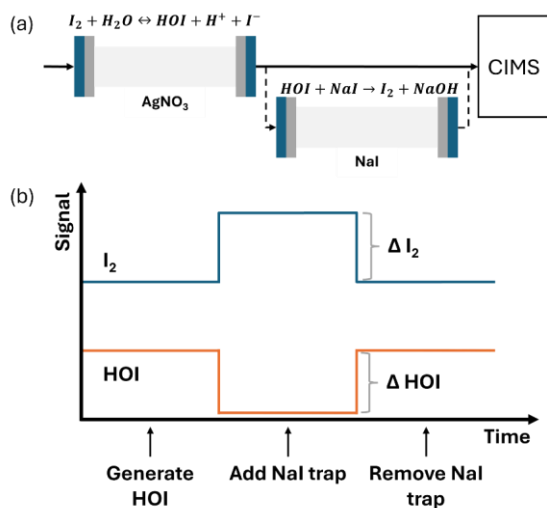 (a)
I₂ + H₂O ↔ HOI + H⁺ + I⁻
AgNO₃
HOI + NaI → I₂ + NaOH
NaI
CIMS
(b)
Signal
I₂
Δ I₂
HOI
Δ HOI
Time
Generate
HOI
Add NaI trap
Remove NaI
trap